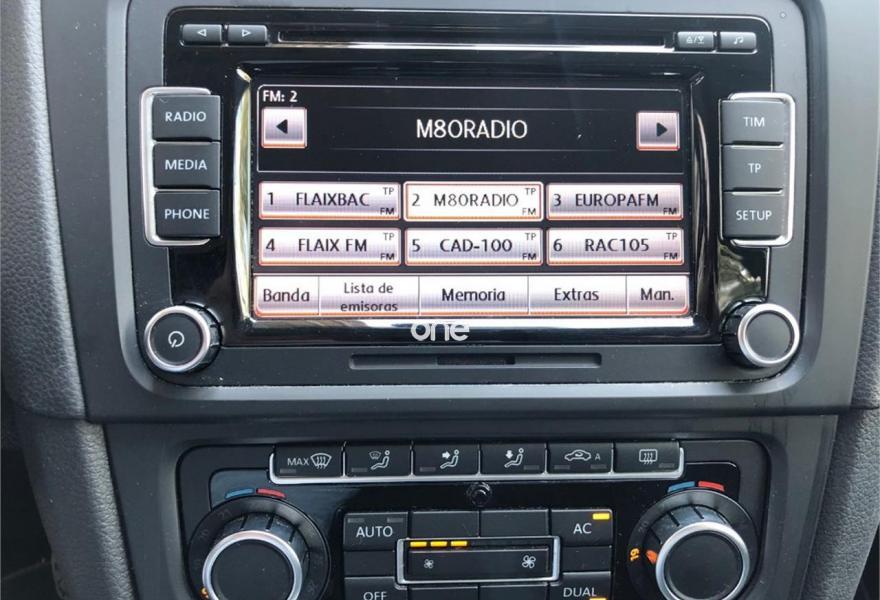 FM: 2
M80RADIO
RADIO
MEDIA
PHONE
TIM
TP
SETUP
1 FLAIXBAC TP FM
2 M80RADIO TP FM
3 EUROPAFM FM
4 FLAIX FM TP FM
5 CAD-100 TP FM
6 RAC105 TP FM
Banda
Lista de
emisoras
Memoria
Extras
Man.
one
MAX
A
AUTO
AC
OFF
DUAL
19